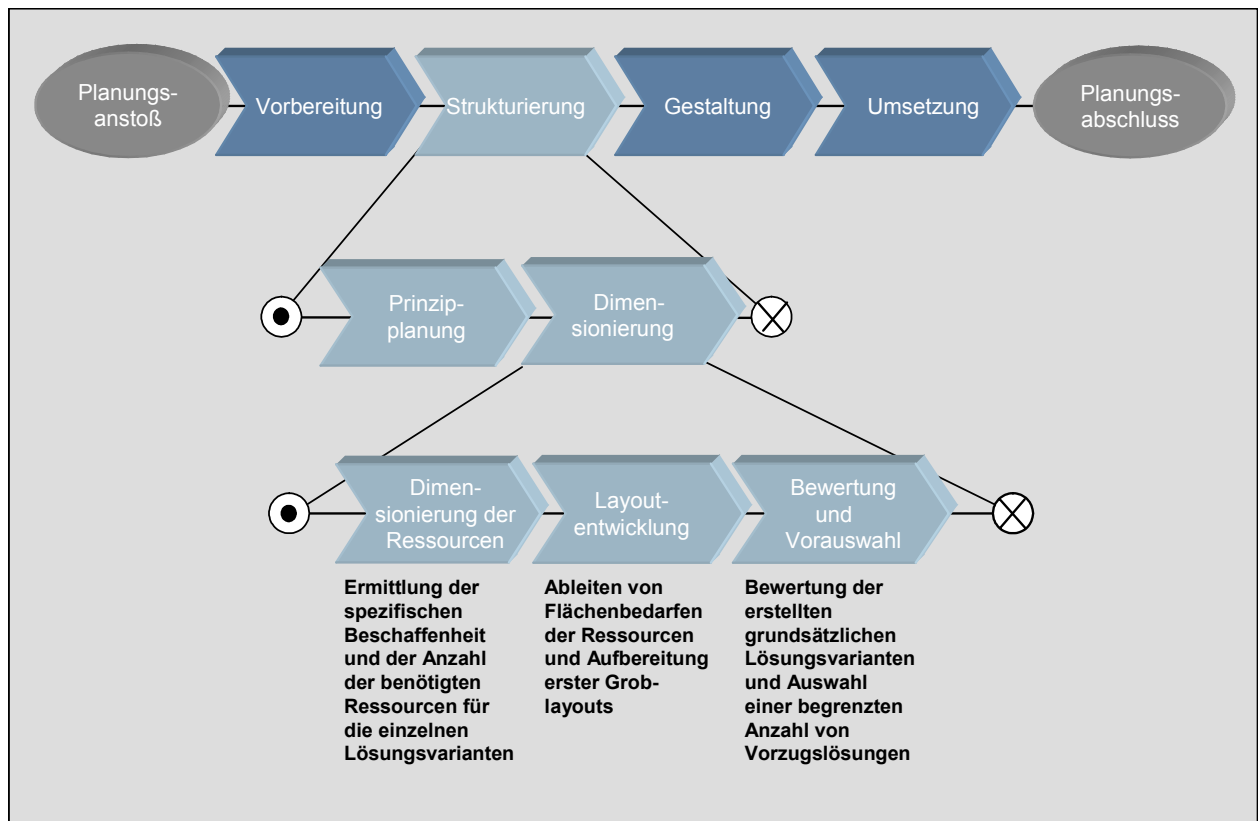 Planungs-
anstoß
Vorbereitung
Strukturierung
Gestaltung
Umsetzung
Planungs-
abschluss
Prinzip-
planung
Dimen-
sionierung
Dimen-
sionierung der
Ressourcen
Layout-
entwicklung
Bewertung
und
Vorauswahl
Ermittlung der
spezifischen
Beschaffenheit
und der Anzahl
der benötigten
Ressourcen für
die einzelnen
Lösungsvarianten
Ableiten von
Flächenbedarfen
der Ressourcen
und Aufbereitung
erster Grob-
layouts
Bewertung der
erstellten
grundsätzlichen
Lösungsvarianten
und Auswahl
einer begrenzten
Anzahl von
Vorzugslösungen